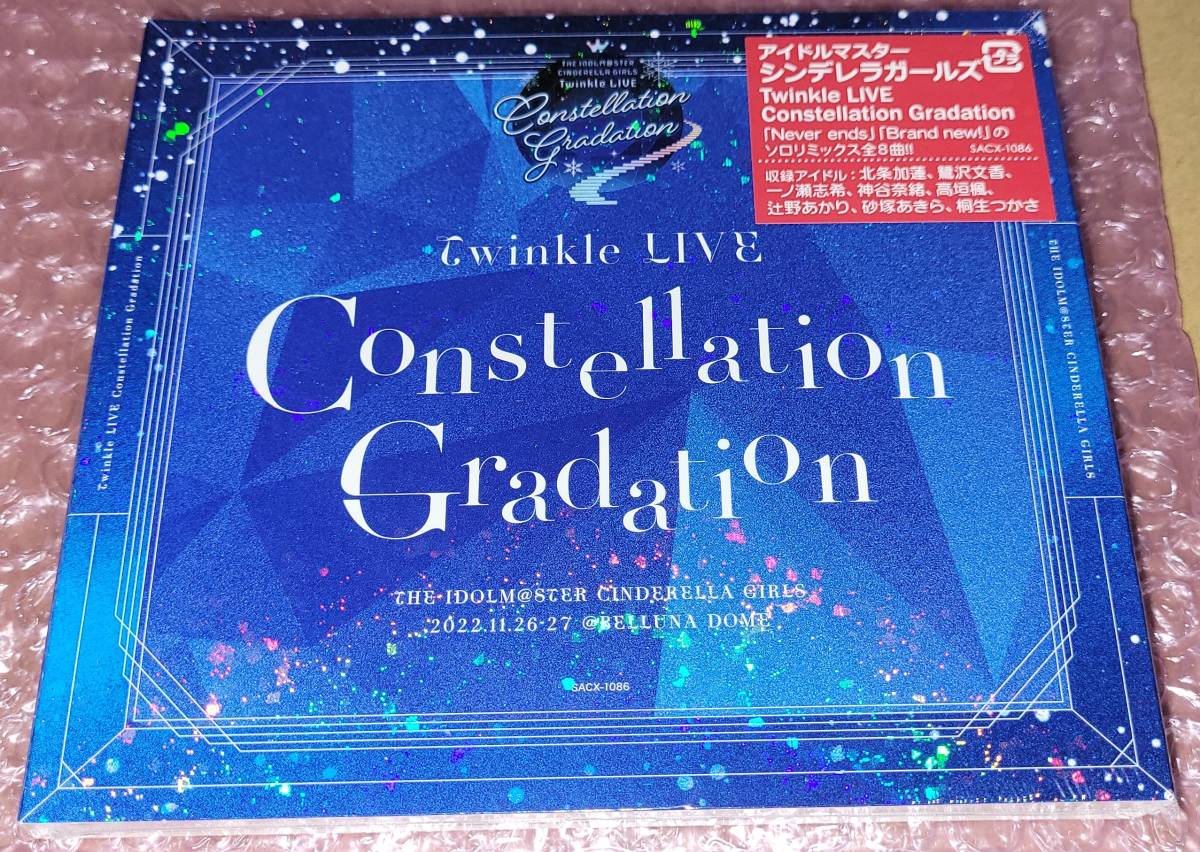 THE IDOLM@STER
CINDERELLA GIRLS
Twinkle LIVE
Constellation
Gradation
アイドルマスター
シンデレラガールズ
プラ
Twinkle LIVE
Constellation Gradation
「Never ends」「Brand new!」の
ソロリミックス全8曲!!
SACX-1086
収録アイドル：北条加蓮、鷺沢文香、
一ノ瀬志希、神谷奈緒、高垣楓、
辻野あかり、砂塚あきら、桐生つかさ
Twinkle LIVE
Constellation
Gradation
THE IDOLM@STER CINDERELLA GIRLS
2022.11.26-27 @BELLUNA DOME
SACX-1086
Twinkle LIVE Constellation Gradation
THE IDOLM@STER CINDERELLA GIRLS